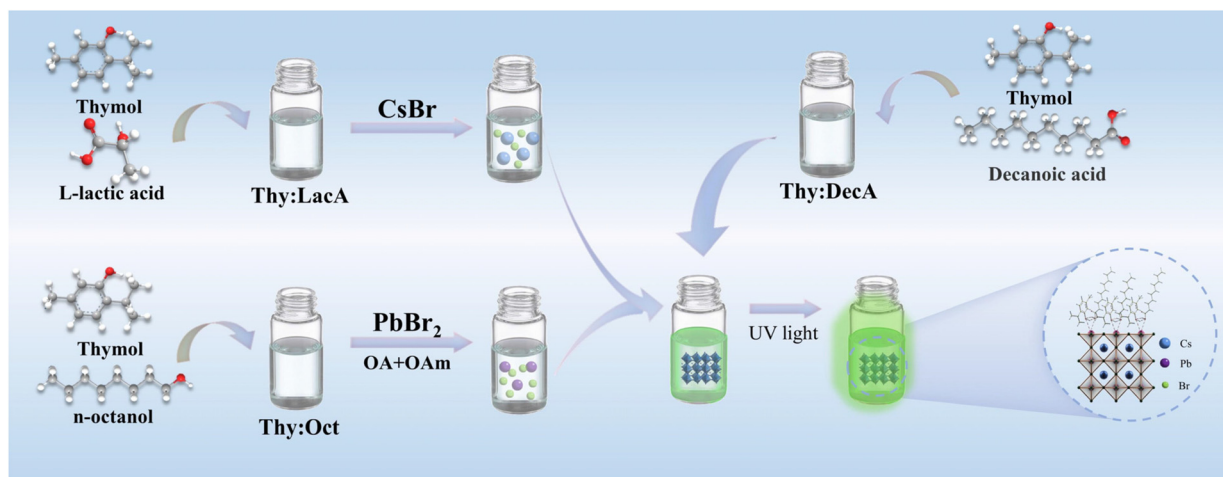 Thymol
L-lactic acid
Thy:LacA
CsBr
Thy:DecA
Thymol
Decanoic acid
Thymol
n-octanol
Thy:Oct
PbBr₂
OA+OAm
UV light
Cs
Pb
Br